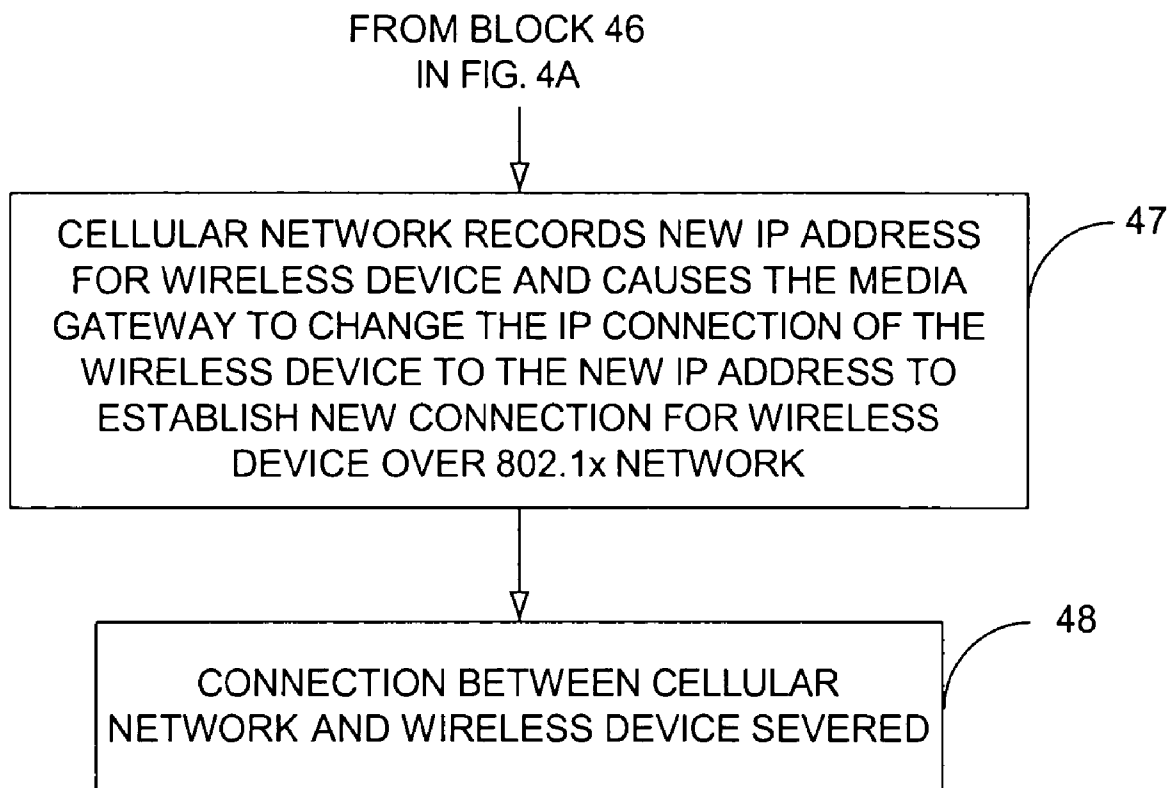 FROM BLOCK 46
IN FIG. 4A
CELLULAR NETWORK RECORDS NEW IP ADDRESS
FOR WIRELESS DEVICE AND CAUSES THE MEDIA
GATEWAY TO CHANGE THE IP CONNECTION OF THE
WIRELESS DEVICE TO THE NEW IP ADDRESS TO
ESTABLISH NEW CONNECTION FOR WIRELESS
DEVICE OVER 802.1x NETWORK
47
CONNECTION BETWEEN CELLULAR
NETWORK AND WIRELESS DEVICE SEVERED
48